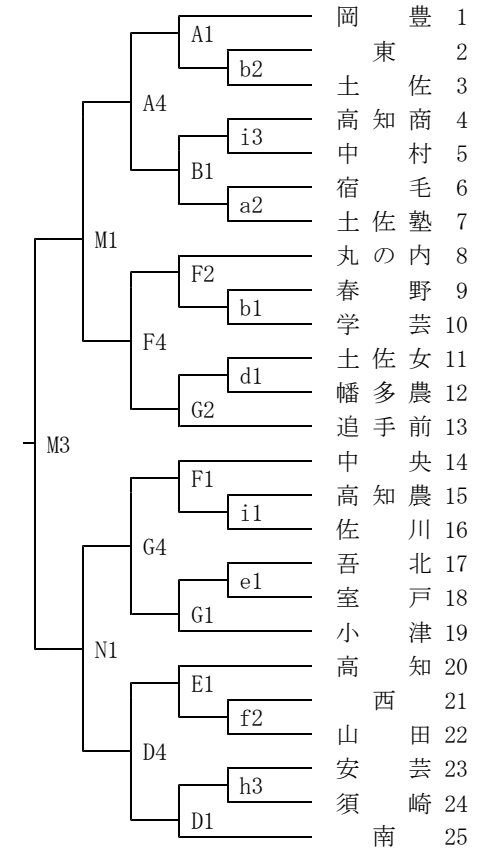 A1 岡豊 1
東 2
b2
土佐 3
A4
高知商 4
i3
中村 5
B1
宿毛 6
a2
土佐塾 7
M1
丸の内 8
F2
春野 9
b1
学芸 10
F4
土佐女 11
d1
幡多農 12
G2
追手前 13
M3
中央 14
F1
高知農 15
i1
佐川 16
G4
吾北 17
e1
室戸 18
G1
小津 19
N1
高知 20
E1
西 21
f2
山田 22
D4
安芸 23
h3
須崎 24
D1
南 25